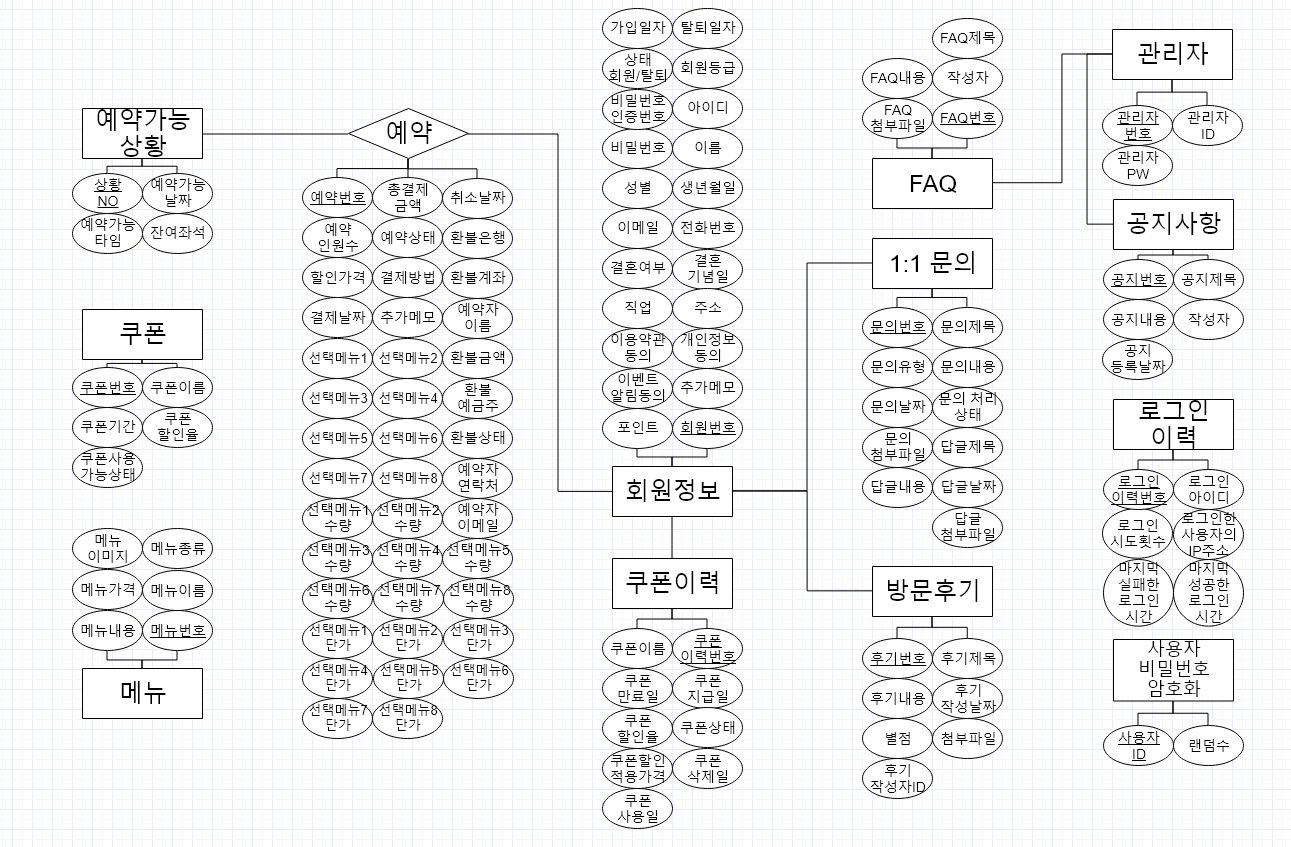 예약가능
상황
상황
NO
예약가능
날짜
예약가능
타임
잔여좌석
쿠폰
쿠폰번호
쿠폰이름
쿠폰기간
쿠폰
할인율
쿠폰사용
가능상태
메뉴
이미지
메뉴종류
메뉴가격
메뉴이름
메뉴내용
메뉴번호
메뉴
예약
예약번호
총결제
금액
취소날짜
예약
인원수
예약상태
환불은행
할인가격
결제방법
환불계좌
결제날짜
추가메모
예약자
이름
선택메뉴1
선택메뉴2
환불금액
선택메뉴3
선택메뉴4
환불
예금주
선택메뉴5
선택메뉴6
환불상태
선택메뉴7
선택메뉴8
예약자
연락처
선택메뉴1
수량
선택메뉴2
수량
예약자
이메일
선택메뉴3
수량
선택메뉴4
수량
선택메뉴5
수량
선택메뉴6
수량
선택메뉴7
수량
선택메뉴8
수량
선택메뉴1
단가
선택메뉴2
단가
선택메뉴3
단가
선택메뉴4
단가
선택메뉴5
단가
선택메뉴6
단가
선택메뉴7
단가
선택메뉴8
단가
가입일자
탈퇴일자
상태
회원/탈퇴
회원등급
비밀번호
인증번호
아이디
비밀번호
이름
성별
생년월일
이메일
전화번호
결혼여부
결혼
기념일
직업
주소
이용약관
동의
개인정보
동의
이벤트
알림동의
추가메모
포인트
회원번호
회원정보
쿠폰이력
쿠폰이름
쿠폰
이력번호
쿠폰
만료일
쿠폰
지급일
쿠폰
할인율
쿠폰상태
쿠폰할인
적용가격
쿠폰
삭제일
쿠폰
사용일
FAQ제목
FAQ내용
작성자
FAQ
첨부파일
FAQ번호
FAQ
1:1 문의
문의번호
문의제목
문의유형
문의내용
문의날짜
문의 처리
상태
문의
첨부파일
답글제목
답글내용
답글날짜
답글
첨부파일
방문후기
후기번호
후기제목
후기내용
후기
작성날짜
별점
첨부파일
후기
작성자ID
관리자
관리자
번호
관리자
ID
관리자
PW
공지사항
공지번호
공지제목
공지내용
작성자
공지
등록날짜
로그인
이력
로그인
이력번호
로그인
아이디
로그인
시도횟수
로그인한
사용자의
IP주소
마지막
실패한
로그인
시간
마지막
성공한
로그인
시간
사용자
비밀번호
암호화
사용자
ID
랜덤수